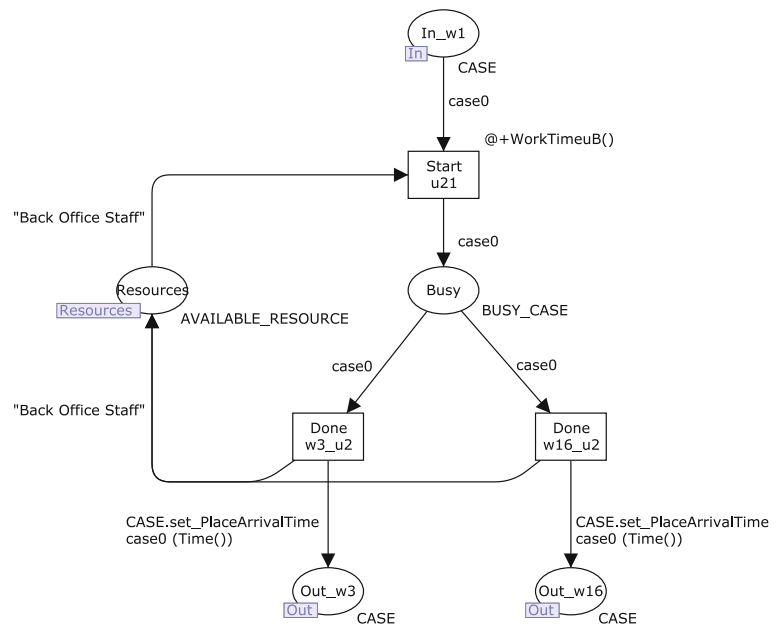 In_w1
In
CASE
case0
@+WorkTimeuB()
Start
u21
"Back Office Staff"
case0
Resources
Resources
AVAILABLE_RESOURCE
Busy
BUSY_CASE
case0
case0
"Back Office Staff"
Done
w3_u2
Done
w16_u2
CASE.set_PlaceArrivalTime
case0 (Time())
CASE.set_PlaceArrivalTime
case0 (Time())
Out_w3
Out
CASE
Out_w16
Out
CASE